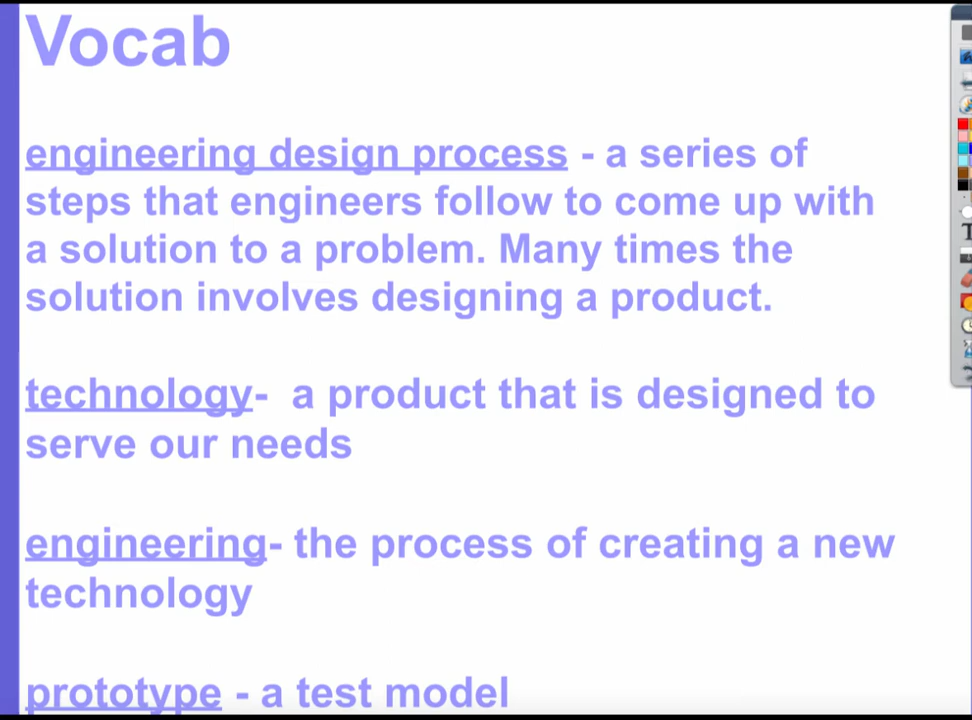 Vocab
engineering design process - a series of
steps that engineers follow to come up with
a solution to a problem. Many times the
solution involves designing a product.
technology-  a product that is designed to
serve our needs
engineering- the process of creating a new
technology
prototype - a test model